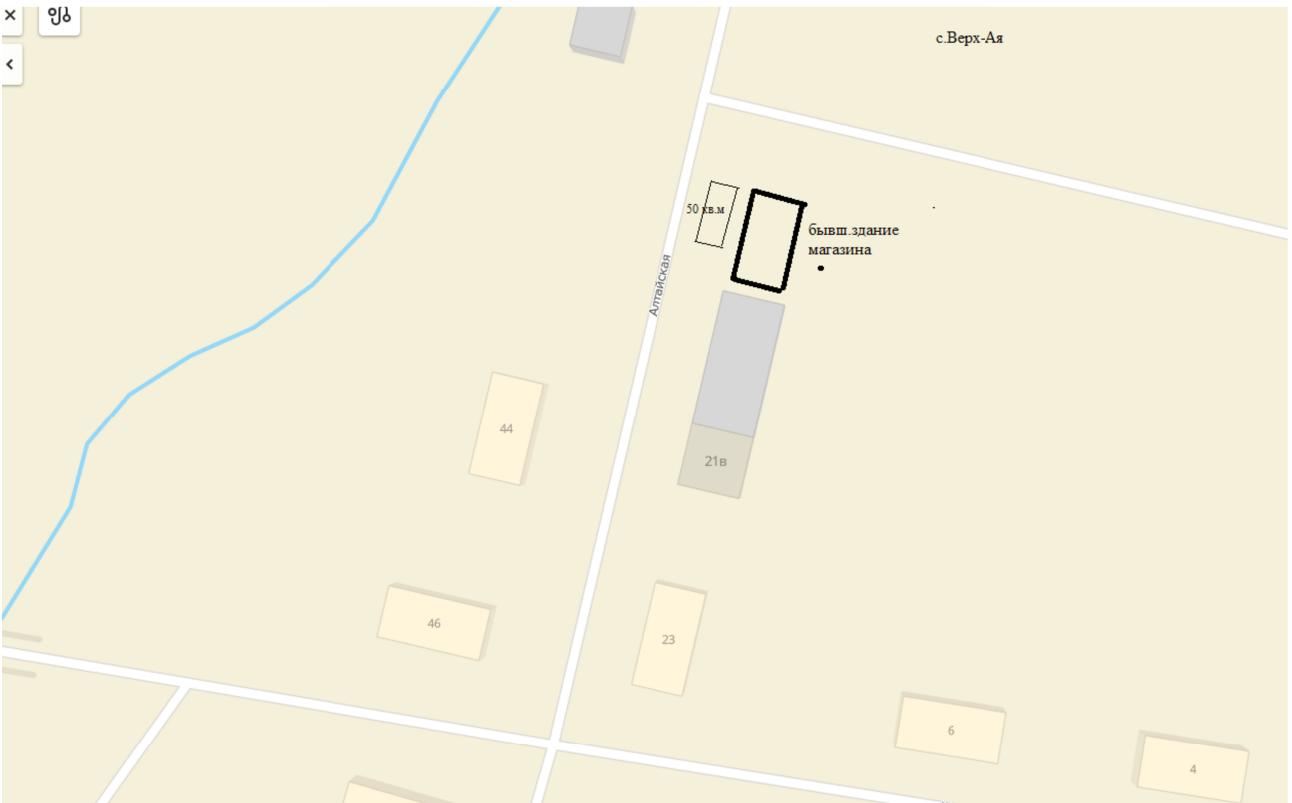 с.Верх-Ая
50 кв.м
бывш.здание
магазина
Алтайская
44
21в
46
23
6
4